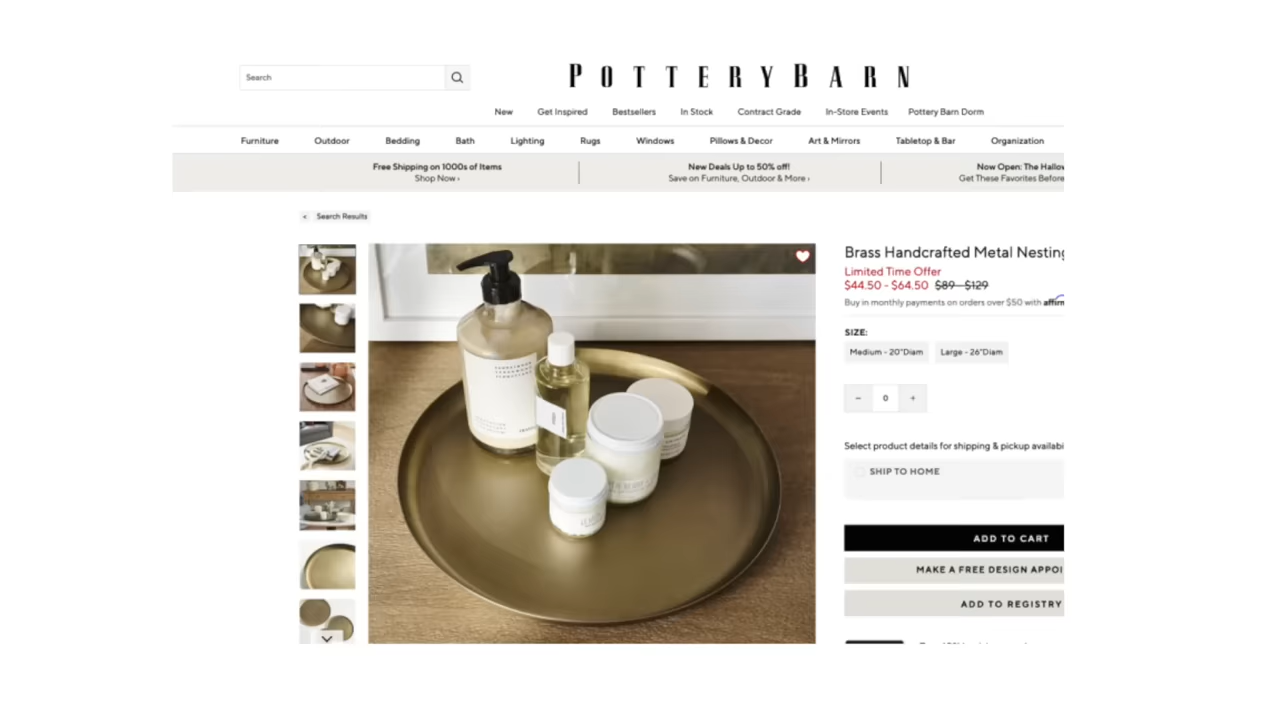 Search
POTTERYBARN
New Get Inspired Bestsellers In Stock Contract Grade In-Store Events Pottery Barn Dorm
Furniture Outdoor Bedding Bath Lighting Rugs Windows Pillows & Decor Art & Mirrors Tabletop & Bar Organization
Free Shipping on 1000s of Items
Shop Now ›
New Deals Up to 50% off!
Save on Furniture, Outdoor & More ›
Now Open: The Hallow
Get These Favorites Before
< Search Results
Brass Handcrafted Metal Nesting
Limited Time Offer
$44.50 - $64.50 $89 - $129
Buy in monthly payments on orders over $50 with affirm
SIZE:
Medium - 20"Diam Large - 26"Diam
− 0 +
Select product details for shipping & pickup availabi
SHIP TO HOME
ADD TO CART
MAKE A FREE DESIGN APPOI
ADD TO REGISTRY